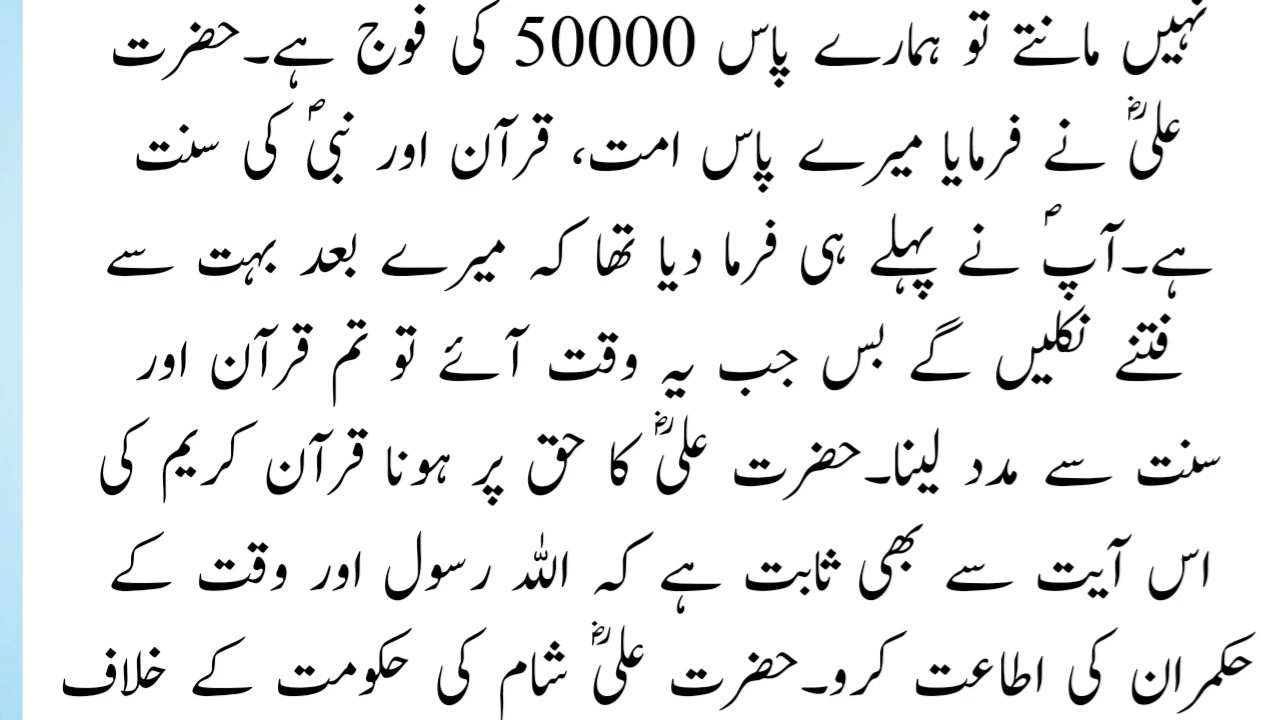 نہیں مانتے تو ہمارے پاس 50000 کی فوج ہے۔حضرت
علیؓ نے فرمایا میرے پاس امت، قرآن اور نبیؐ کی سنت
ہے۔آپؐ نے پہلے ہی فرما دیا تھا کہ میرے بعد بہت سے
فتنے نکلیں گے بس جب یہ وقت آئے تو تم قرآن اور
سنت سے مدد لینا۔حضرت علیؓ کا حق پر ہونا قرآن کریم کی
اس آیت سے بھی ثابت ہے کہ اللہ رسول اور وقت کے
حکمران کی اطاعت کرو۔حضرت علیؓ شام کی حکومت کے خلاف